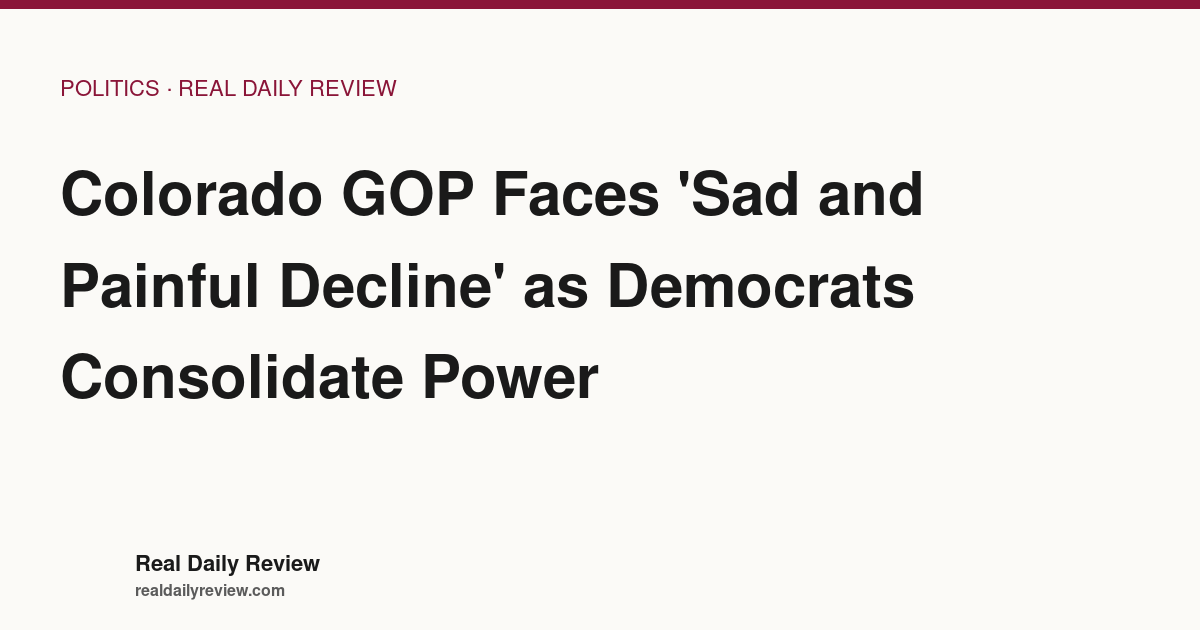 POLITICS · REAL DAILY REVIEW
Colorado GOP Faces 'Sad and
Painful Decline' as Democrats
Consolidate Power
Real Daily Review
realdailyreview.com